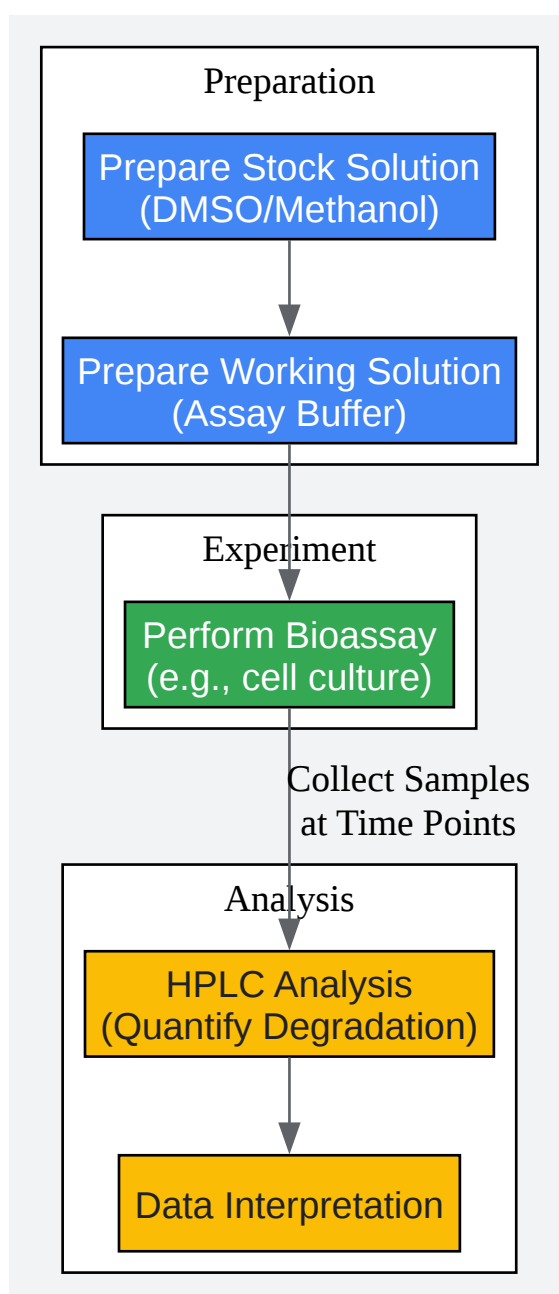 Preparation
Prepare Stock Solution
(DMSO/Methanol)
Prepare Working Solution
(Assay Buffer)
Experiment
Perform Bioassay
(e.g., cell culture)
Collect Samples
at Time Points
Analysis
HPLC Analysis
(Quantify Degradation)
Data Interpretation